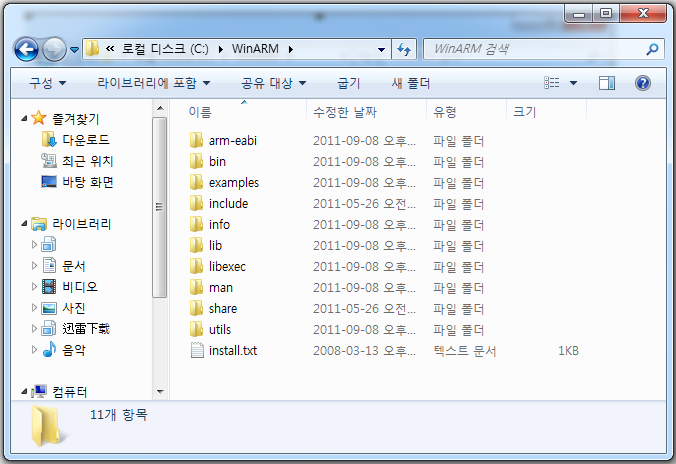 « 로컬 디스크 (C:) ▸ WinARM ▸
WinARM 검색
구성 라이브러리에 포함 공유 대상 굽기 새 폴더
즐겨찾기
다운로드
최근 위치
바탕 화면
라이브러리
문서
비디오
사진
迅雷下载
음악
컴퓨터
이름 수정한 날짜 유형 크기
arm-eabi 2011-09-08 오후... 파일 폴더
bin 2011-09-08 오후... 파일 폴더
examples 2011-09-08 오후... 파일 폴더
include 2011-05-26 오전... 파일 폴더
info 2011-09-08 오후... 파일 폴더
lib 2011-09-08 오후... 파일 폴더
libexec 2011-09-08 오후... 파일 폴더
man 2011-09-08 오후... 파일 폴더
share 2011-05-26 오전... 파일 폴더
utils 2011-09-08 오후... 파일 폴더
install.txt 2008-03-13 오후... 텍스트 문서 1KB
11개 항목